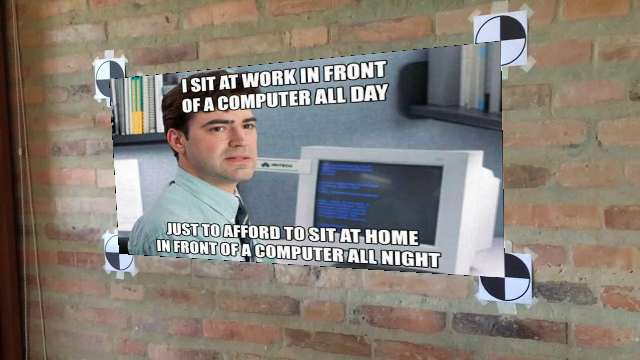 I SIT AT WORK IN FRONT
OF A COMPUTER ALL DAY
JUST TO AFFORD TO SIT AT HOME
IN FRONT OF A COMPUTER ALL NIGHT